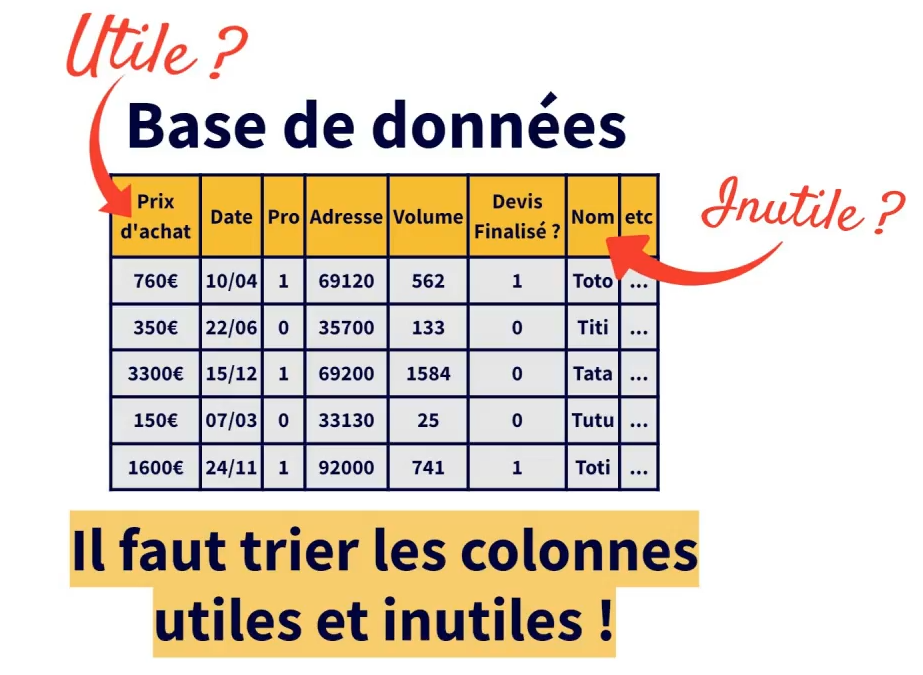 Utile ?
Base de données
Prix d'achat Date Pro Adresse Volume Devis Finalisé ? Nom etc
Inutile ?
760€ 10/04 1 69120 562 1 Toto ...
350€ 22/06 0 35700 133 0 Titi ...
3300€ 15/12 1 69200 1584 0 Tata ...
150€ 07/03 0 33130 25 0 Tutu ...
1600€ 24/11 1 92000 741 1 Toti ...
Il faut trier les colonnes
utiles et inutiles !